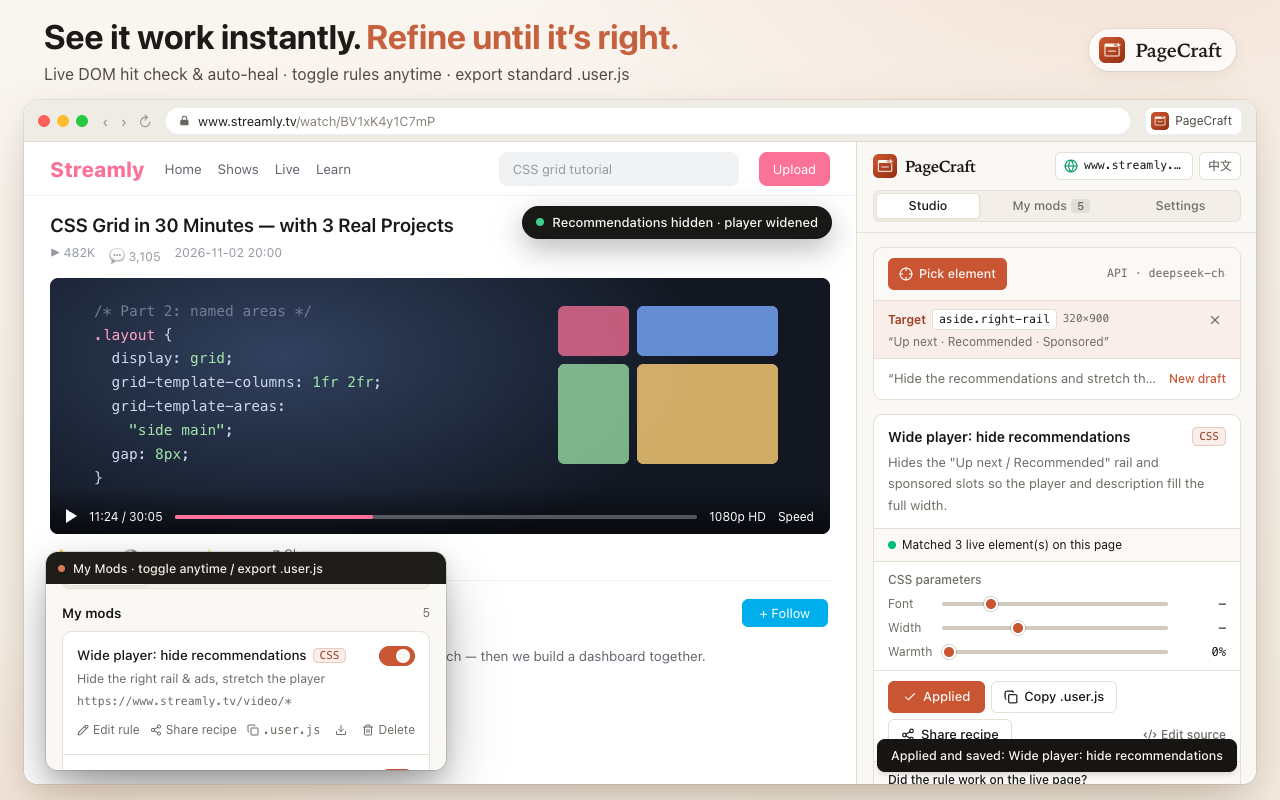 See it work instantly. Refine until it's right.
Live DOM hit check & auto-heal · toggle rules anytime · export standard .user.js
PageCraft
www.streamly.tv/watch/BV1xK4y1C7mP
PageCraft
Streamly
Home
Shows
Live
Learn
CSS grid tutorial
Upload
CSS Grid in 30 Minutes — with 3 Real Projects
Recommendations hidden · player widened
482K
3,105
2026-11-02 20:00
/* Part 2: named areas */
.layout {
display: grid;
grid-template-columns: 1fr 2fr;
grid-template-areas:
"side main";
gap: 8px;
}
11:24 / 30:05
1080p HD
Speed
My Mods · toggle anytime / export .user.js
My mods
5
Wide player: hide recommendations
CSS
Hide the right rail & ads, stretch the player
https://www.streamly.tv/video/*
Edit rule
Share recipe
.user.js
Delete
+ Follow
ch — then we build a dashboard together.
PageCraft
www.streamly.…
中文
Studio
My mods 5
Settings
Pick element
API · deepseek-ch
Target
aside.right-rail
320×900
“Up next · Recommended · Sponsored”
“Hide the recommendations and stretch th…
New draft
Wide player: hide recommendations
CSS
Hides the "Up next / Recommended" rail and
sponsored slots so the player and description fill the
full width.
Matched 3 live element(s) on this page
CSS parameters
Font
–
Width
–
Warmth
0%
Applied
Copy .user.js
Share recipe
</> Edit source
Applied and saved: Wide player: hide recommendations
Did the rule work on the live page?